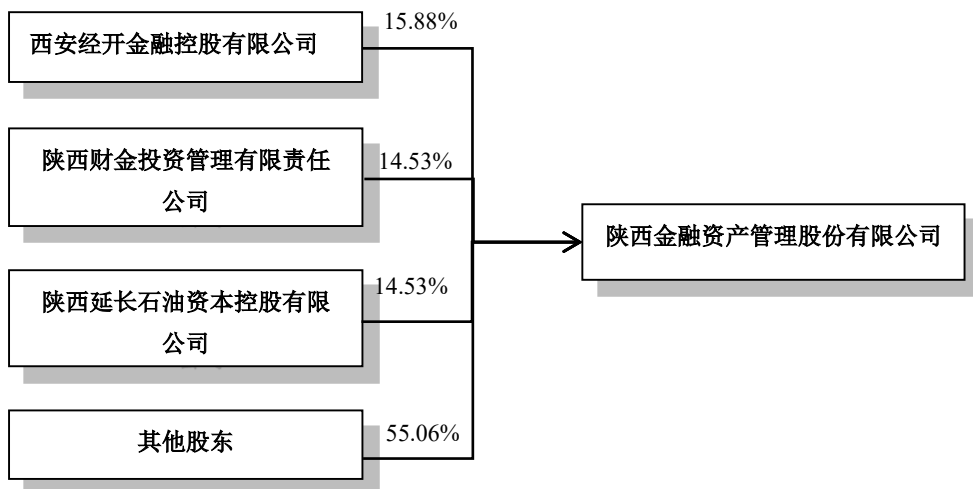 15.88%
西安经开金融控股有限公司
陕西财金投资管理有限责任
公司
14.53%
陕西金融资产管理股份有限公司
14.53%
陕西延长石油资本控股有限
公司
其他股东
55.06%